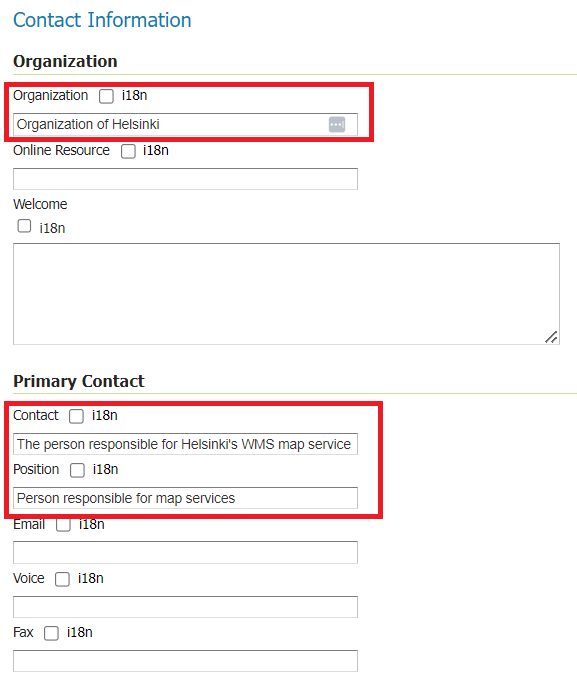 Contact Information
Organization
Organization i18n
Organization of Helsinki
Online Resource i18n
Welcome
i18n
Primary Contact
Contact i18n
The person responsible for Helsinki's WMS map service
Position i18n
Person responsible for map services
Email i18n
Voice i18n
Fax i18n